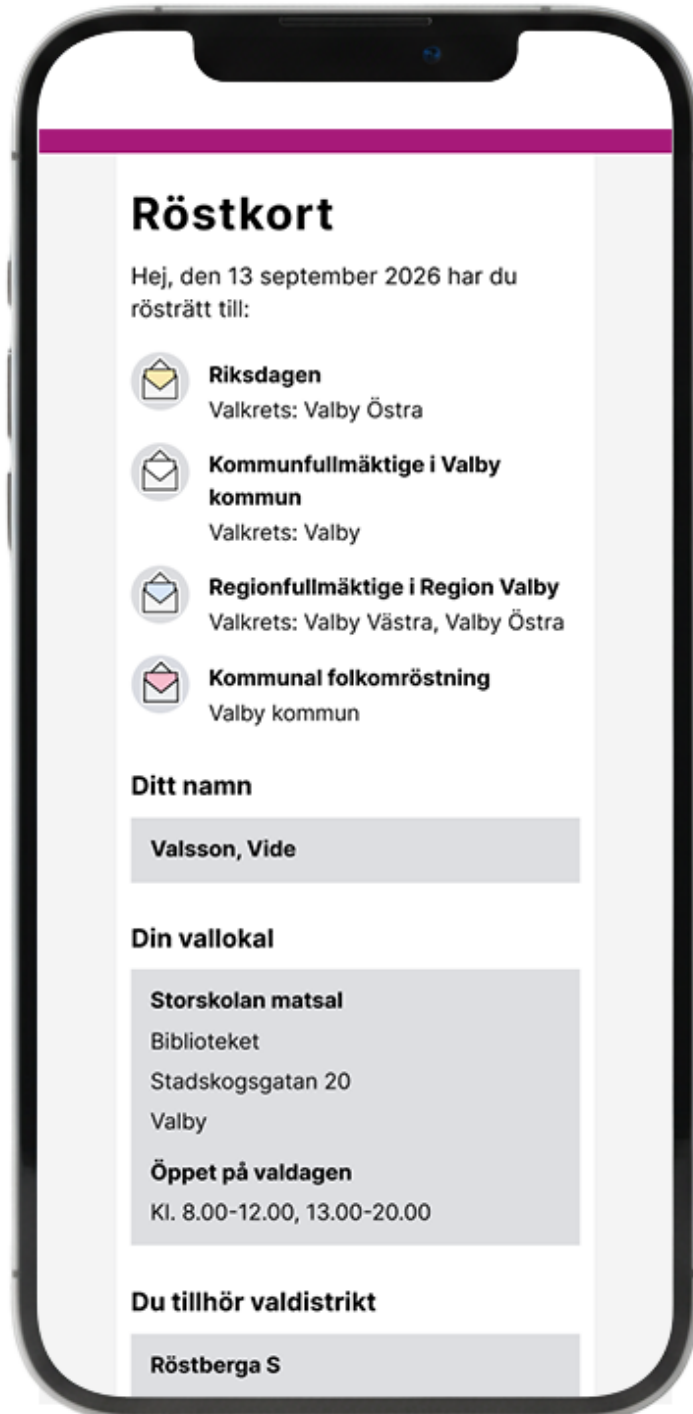 Röstkort
Hej, den 13 september 2026 har du
rösträtt till:
Riksdagen
Valkrets: Valby Östra
Kommunfullmäktige i Valby
kommun
Valkrets: Valby
Regionfullmäktige i Region Valby
Valkrets: Valby Västra, Valby Östra
Kommunal folkomröstning
Valby kommun
Ditt namn
Valsson, Vide
Din vallokal
Storskolan matsal
Biblioteket
Stadskogsgatan 20
Valby
Öppet på valdagen
Kl. 8.00-12.00, 13.00-20.00
Du tillhör valdistrikt
Röstberga S